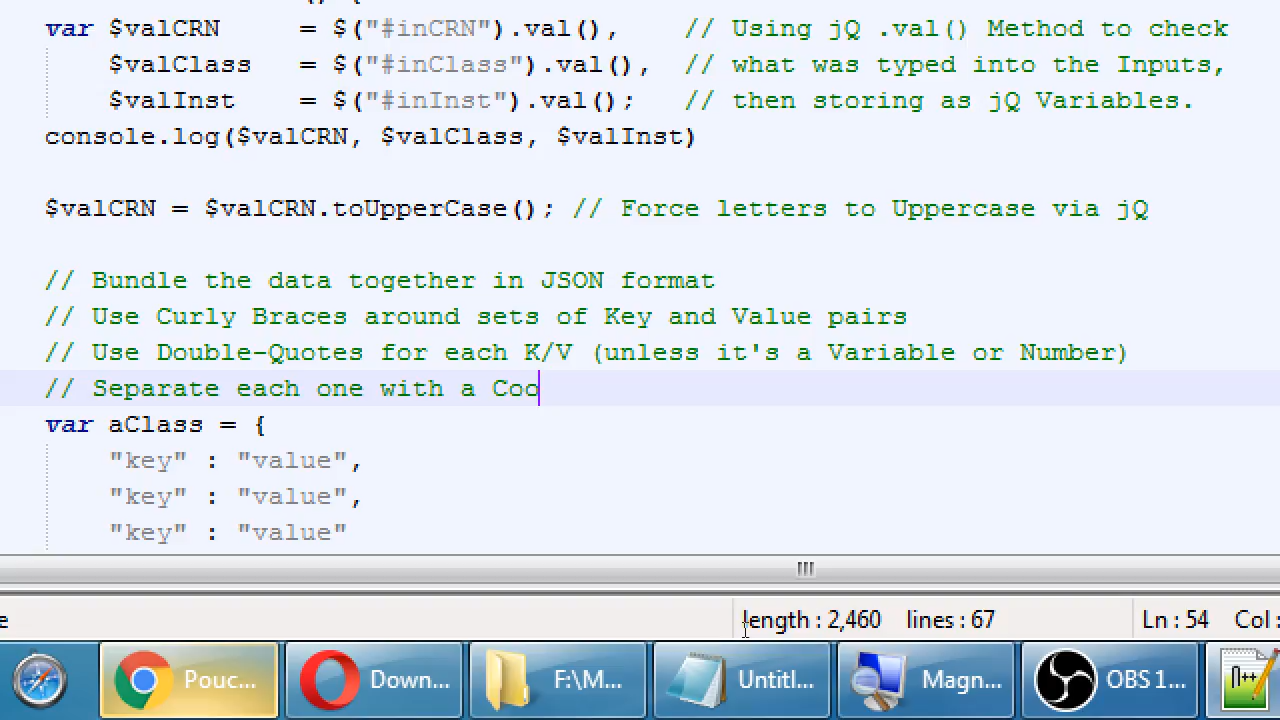 var $valCRN     = $("#inCRN").val(),    // Using jQ .val() Method to check
    $valClass   = $("#inClass").val(),  // what was typed into the Inputs,
    $valInst    = $("#inInst").val();   // then storing as jQ Variables.
console.log($valCRN, $valClass, $valInst)
$valCRN = $valCRN.toUpperCase(); // Force letters to Uppercase via jQ
// Bundle the data together in JSON format
// Use Curly Braces around sets of Key and Value pairs
// Use Double-Quotes for each K/V (unless it's a Variable or Number)
// Separate each one with a Coo
var aClass = {
    "key" : "value",
    "key" : "value",
    "key" : "value"
e length : 2,460 lines : 67 Ln : 54 Col :
Pouc... Down... F:\M... Untitl... Magn... OBS 1...